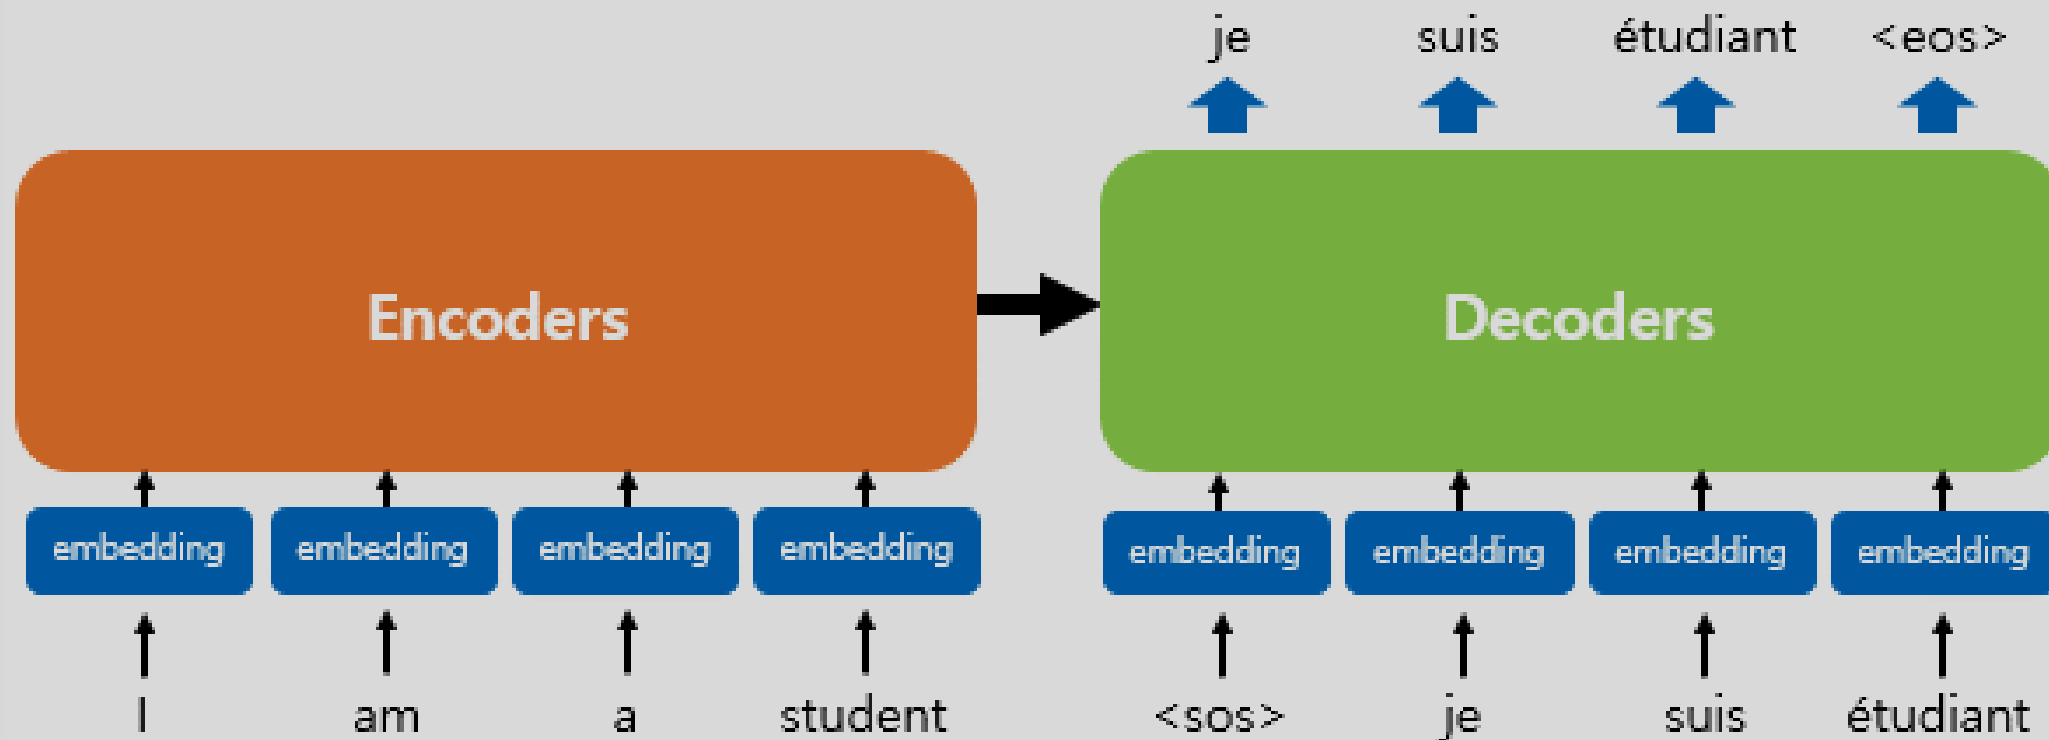 je suis étudiant <eos>
Encoders
Decoders
embedding embedding embedding embedding embedding embedding embedding embedding
I am a student <sos> je suis étudiant